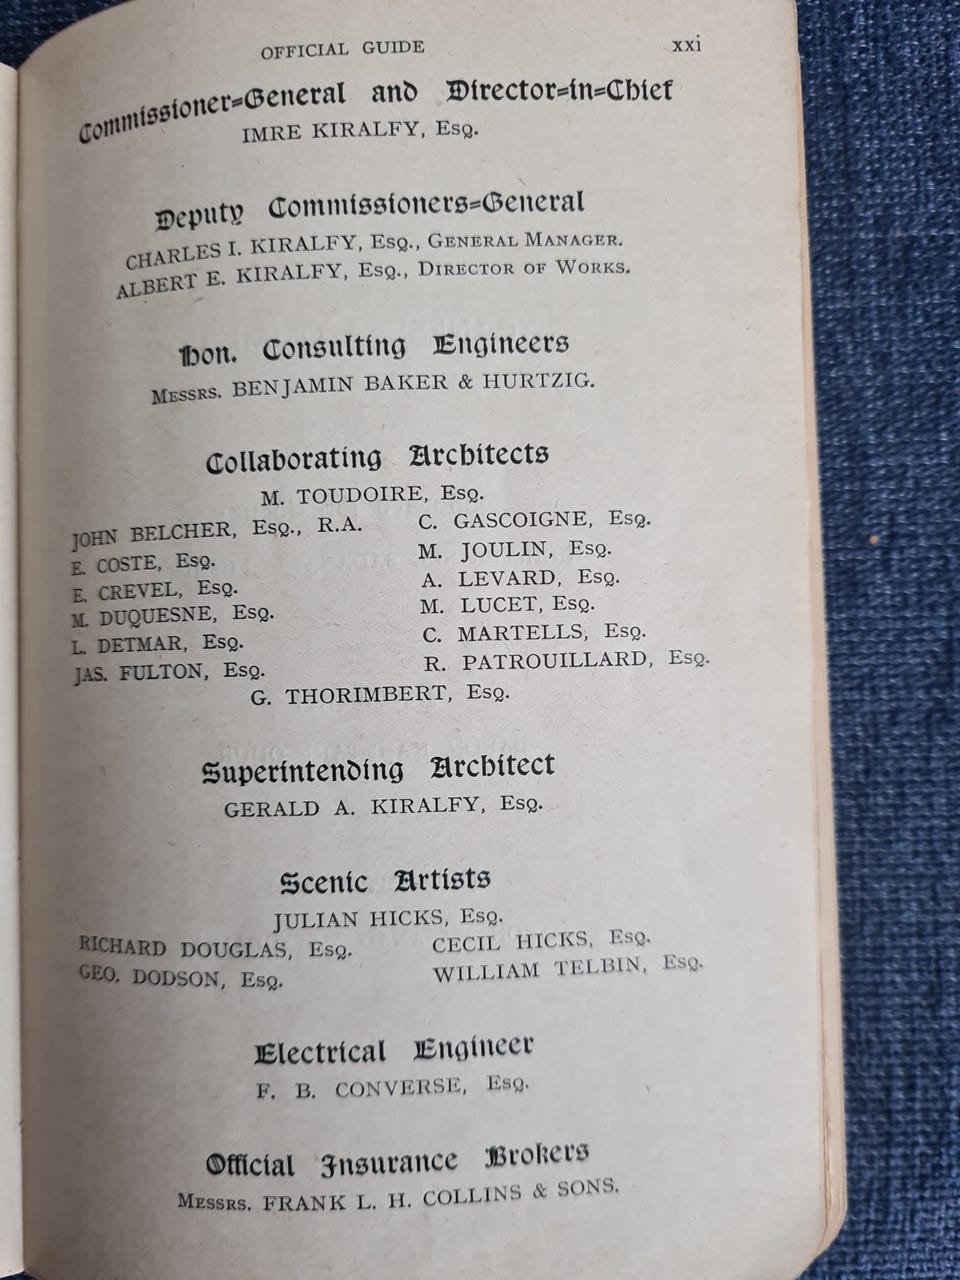 OFFICIAL GUIDE xxi
Commissioner=General and Director=in=Chief
IMRE KIRALFY, Esq.
Deputy Commissioners=General
CHARLES I. KIRALFY, Esq., General Manager.
ALBERT E. KIRALFY, Esq., Director of Works.
Hon. Consulting Engineers
Messrs. BENJAMIN BAKER & HURTZIG.
Collaborating Architects
M. TOUDOIRE, Esq.
JOHN BELCHER, Esq., R.A. C. GASCOIGNE, Esq.
E. COSTE, Esq. M. JOULIN, Esq.
E. CREVEL, Esq. A. LEVARD, Esq.
M. DUQUESNE, Esq. M. LUCET, Esq.
L. DETMAR, Esq. C. MARTELLS, Esq.
JAS. FULTON, Esq. R. PATROUILLARD, Esq.
G. THORIMBERT, Esq.
Superintending Architect
GERALD A. KIRALFY, Esq.
Scenic Artists
JULIAN HICKS, Esq.
RICHARD DOUGLAS, Esq. CECIL HICKS, Esq.
GEO. DODSON, Esq. WILLIAM TELBIN, Esq.
Electrical Engineer
F. B. CONVERSE, Esq.
Official Insurance Brokers
Messrs. FRANK L. H. COLLINS & SONS.